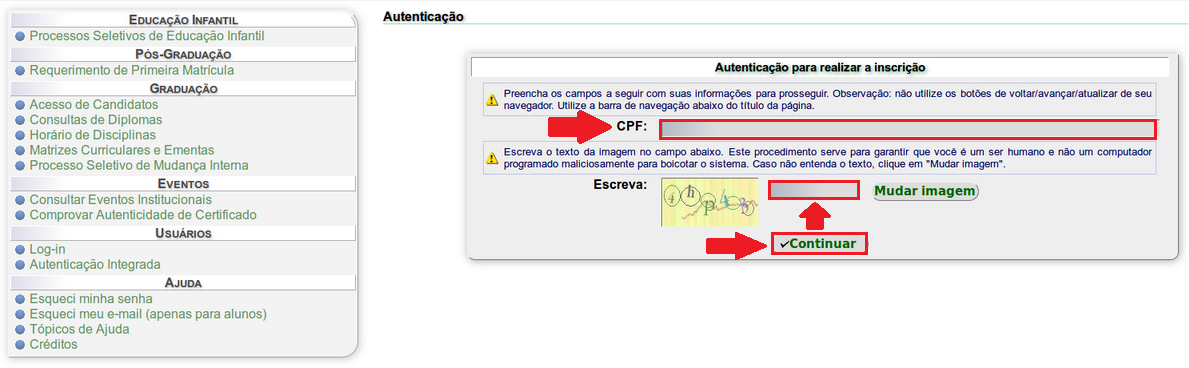 EDUCAÇÃO INFANTIL
Processos Seletivos de Educação Infantil
PÓS-GRADUAÇÃO
Requerimento de Primeira Matrícula
GRADUAÇÃO
Acesso de Candidatos
Consultas de Diplomas
Horário de Disciplinas
Matrizes Curriculares e Ementas
Processo Seletivo de Mudança Interna
EVENTOS
Consultar Eventos Institucionais
Comprovar Autenticidade de Certificado
USUÁRIOS
Log-in
Autenticação Integrada
AJUDA
Esqueci minha senha
Esqueci meu e-mail (apenas para alunos)
Tópicos de Ajuda
Créditos
Autenticação
Autenticação para realizar a inscrição
Preencha os campos a seguir com suas informações para prosseguir. Observação: não utilize os botões de voltar/avançar/atualizar de seu
navegador. Utilize a barra de navegação abaixo do título da página.
CPF:
Escreva o texto da imagem no campo abaixo. Este procedimento serve para garantir que você é um ser humano e não um computador
programado maliciosamente para boicotar o sistema. Caso não entenda o texto, clique em "Mudar imagem".
Escreva:
Mudar imagem
Continuar